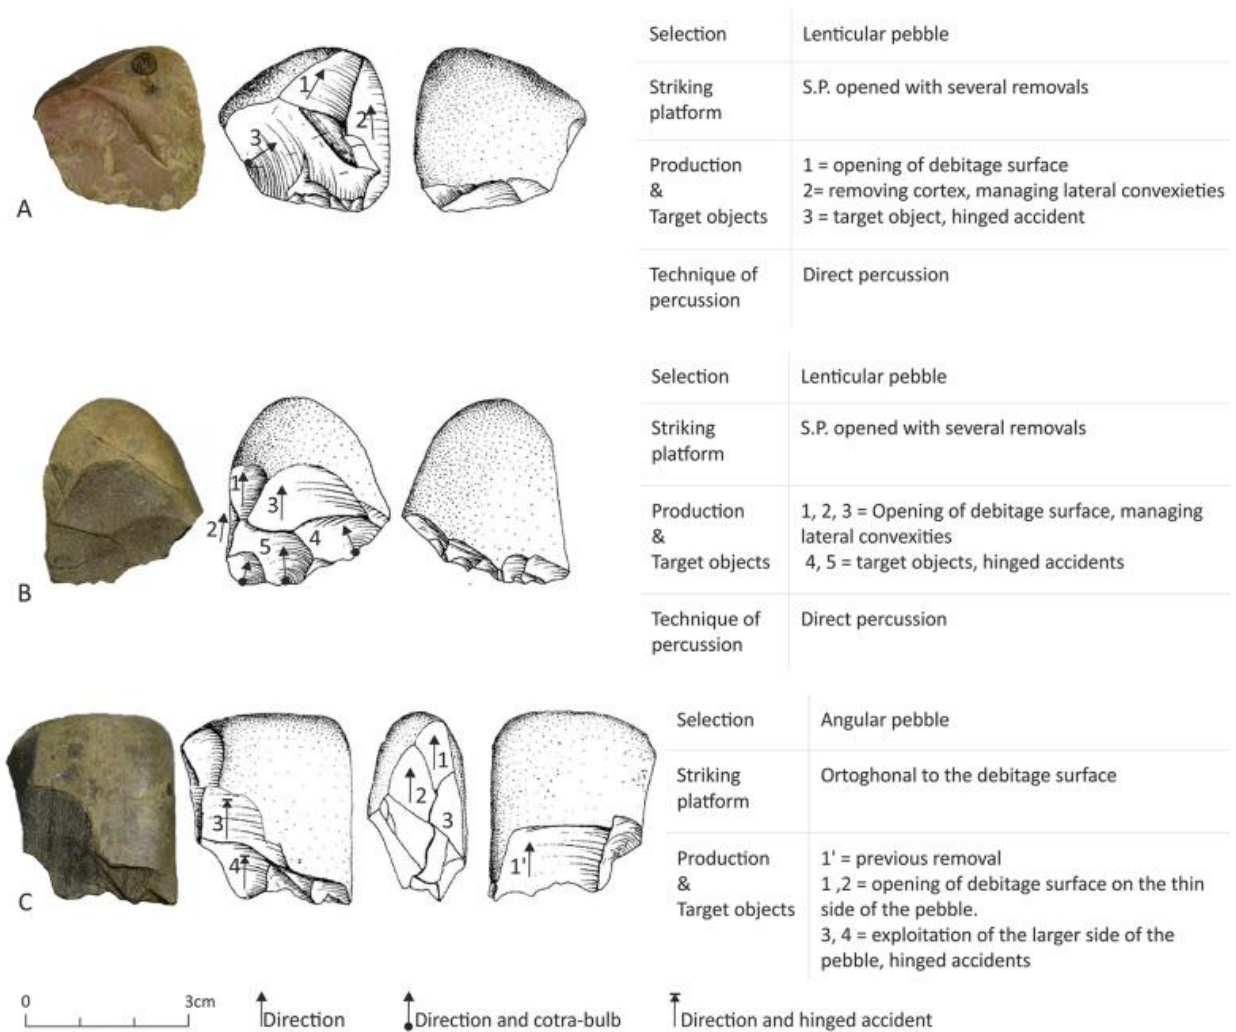 Selection Lenticular pebble
Striking S.P. opened with several removals
platform
Production 1 = opening of debitage surface
& 2= removing cortex, managing lateral convexieties
Target objects 3 = target object, hinged accident
Technique of Direct percussion
percussion
1
2
3
A
Selection Lenticular pebble
Striking S.P. opened with several removals
platform
Production 1, 2, 3 = Opening of debitage surface, managing
& lateral convexities
Target objects 4, 5 = target objects, hinged accidents
Technique of Direct percussion
percussion
1
3
2
5 4
B
Selection Angular pebble
Striking Ortoghonal to the debitage surface
platform
Production 1' = previous removal
& 1 ,2 = opening of debitage surface on the thin
Target objects side of the pebble.
3, 4 = exploitation of the larger side of the
pebble, hinged accidents
1
2
3 3
4 1'
C
0 3cm
Direction Direction and cotra-bulb Direction and hinged accident